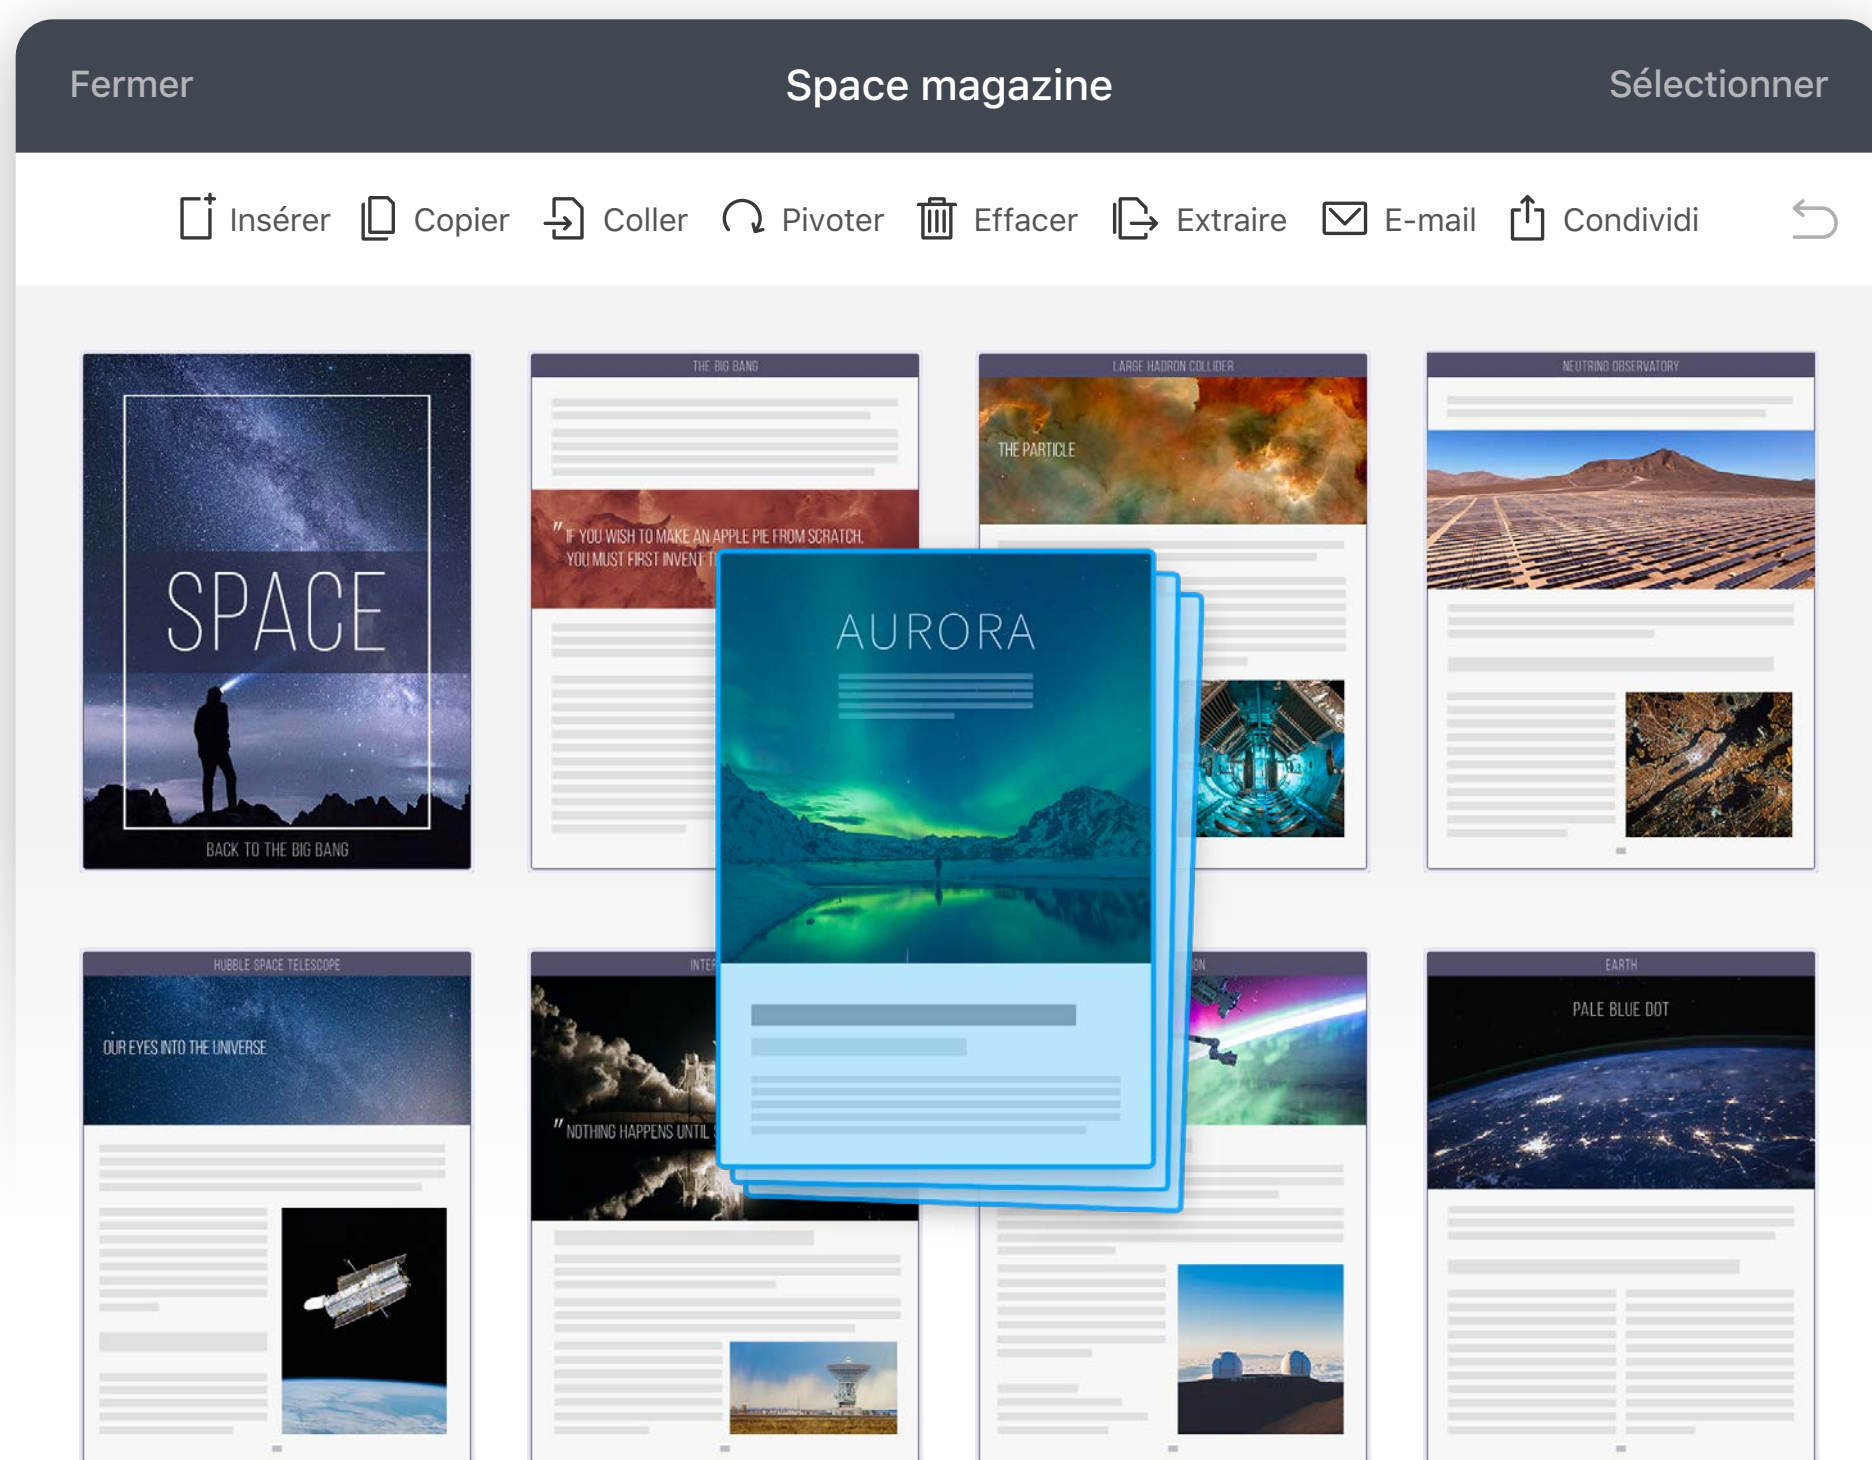 Fermer
Space magazine
Sélectionner
Insérer
Copier
Coller
Pivoter
Effacer
Extraire
E-mail
Condividi
SPACE
BACK TO THE BIG BANG
THE BIG BANG
" IF YOU WISH TO MAKE AN APPLE PIE FROM SCRATCH,
YOU MUST FIRST INVENT
LARGE HADRON COLLIDER
THE PARTICLE
NEUTRINO OBSERVATORY
AURORA
HUBBLE SPACE TELESCOPE
OUR EYES INTO THE UNIVERSE
" NOTHING HAPPENS UNTIL
EARTH
PALE BLUE DOT